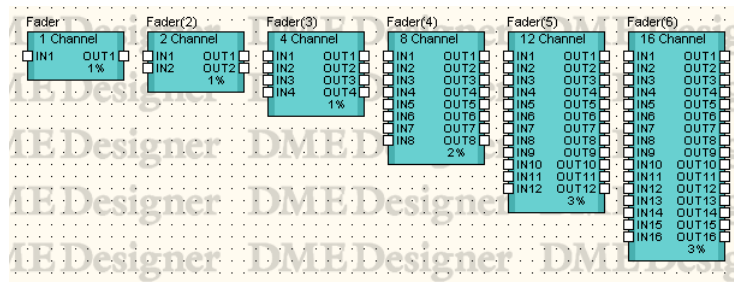 Fader
1 Channel
IN1 OUT1
1%
Fader(2)
2 Channel
IN1 OUT1
IN2 OUT2
1%
Fader(3)
4 Channel
IN1 OUT1
IN2 OUT2
IN3 OUT3
IN4 OUT4
1%
Fader(4)
8 Channel
IN1 OUT1
IN2 OUT2
IN3 OUT3
IN4 OUT4
IN5 OUT5
IN6 OUT6
IN7 OUT7
IN8 OUT8
2%
Fader(5)
12 Channel
IN1 OUT1
IN2 OUT2
IN3 OUT3
IN4 OUT4
IN5 OUT5
IN6 OUT6
IN7 OUT7
IN8 OUT8
IN9 OUT9
IN10 OUT10
IN11 OUT11
IN12 OUT12
3%
Fader(6)
16 Channel
IN1 OUT1
IN2 OUT2
IN3 OUT3
IN4 OUT4
IN5 OUT5
IN6 OUT6
IN7 OUT7
IN8 OUT8
IN9 OUT9
IN10 OUT10
IN11 OUT11
IN12 OUT12
IN13 OUT13
IN14 OUT14
IN15 OUT15
IN16 OUT16
3%
Designer DME Designer
Designer DME Designer DME